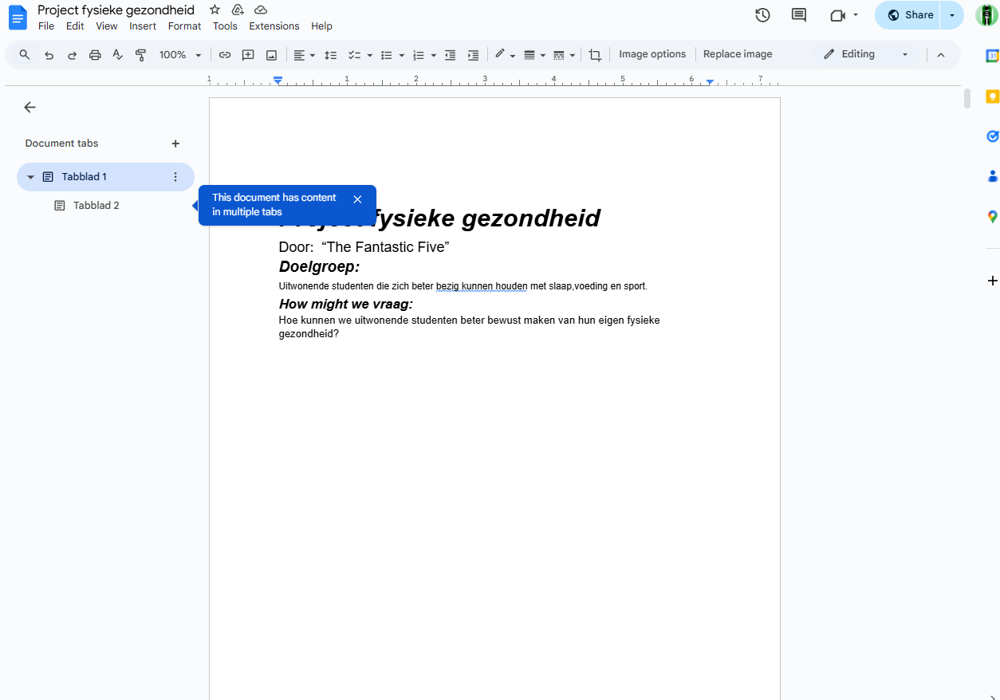 Project fysieke gezondheid
File Edit View Insert Format Tools Extensions Help
Share
100%
Image options
Replace image
Editing
1 1 2 3 4 5 6 7
Document tabs
Tabblad 1
Tabblad 2
This document has content
in multiple tabs
fysieke gezondheid
Door: “The Fantastic Five”
Doelgroep:
Uitwonende studenten die zich beter bezig kunnen houden met slaap,voeding en sport.
How might we vraag:
Hoe kunnen we uitwonende studenten beter bewust maken van hun eigen fysieke
gezondheid?
31